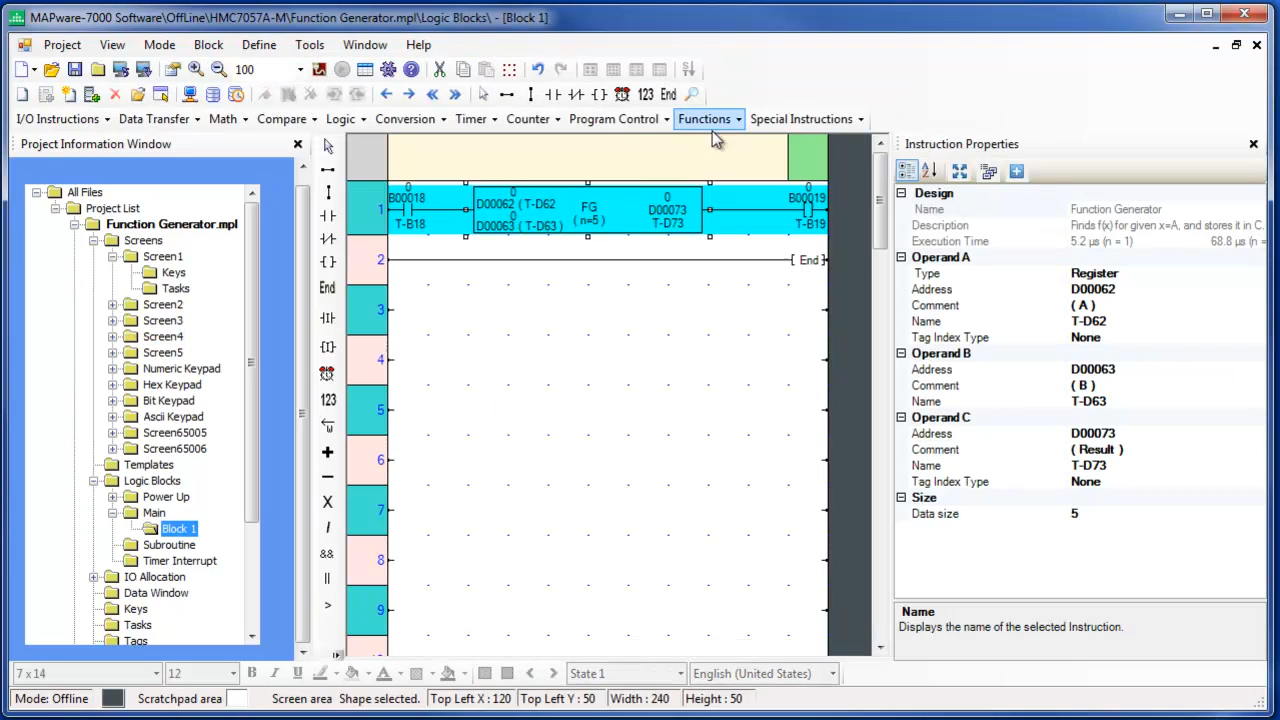 MAPware-7000 Software\OffLine\HMC7057A-M\Function Generator.mpl\Logic Blocks\ - [Block 1]
Project View Mode Block Define Tools Window Help
100
123 End
I/O Instructions Data Transfer Math Compare Logic Conversion Timer Counter Program Control Functions Special Instructions
Project Information Window
All Files
Project List
Function Generator.mpl
Screens
Screen1
Keys
Tasks
Screen2
Screen3
Screen4
Screen5
Numeric Keypad
Hex Keypad
Bit Keypad
Ascii Keypad
Screen65005
Screen65006
Templates
Logic Blocks
Power Up
Main
Block 1
Subroutine
Timer Interrupt
IO Allocation
Data Window
Keys
Tasks
Tags
End
123
+
−
X
/
&&
||
>
0
B00018
T-B18
0
D00062 ( T-D62
0
D00063 ( T-D63 )
FG
( n=5 )
0
D00073
T-D73
0
B00019
T-B19
1
2
End
3
4
5
6
7
8
9
Instruction Properties
Design
Name Function Generator
Description Finds f(x) for given x=A, and stores it in C.
Execution Time 5.2 µs (n = 1) 68.8 µs (n =
Operand A
Type Register
Address D00062
Comment ( A )
Name T-D62
Tag Index Type None
Operand B
Address D00063
Comment ( B )
Name T-D63
Operand C
Address D00073
Comment ( Result )
Name T-D73
Tag Index Type None
Size
Data size 5
Name
Displays the name of the selected Instruction.
7 x 14 12 B I U A State 1 English (United States)
Mode: Offline Scratchpad area Screen area Shape selected. Top Left X : 120 Top Left Y : 50 Width : 240 Height : 50